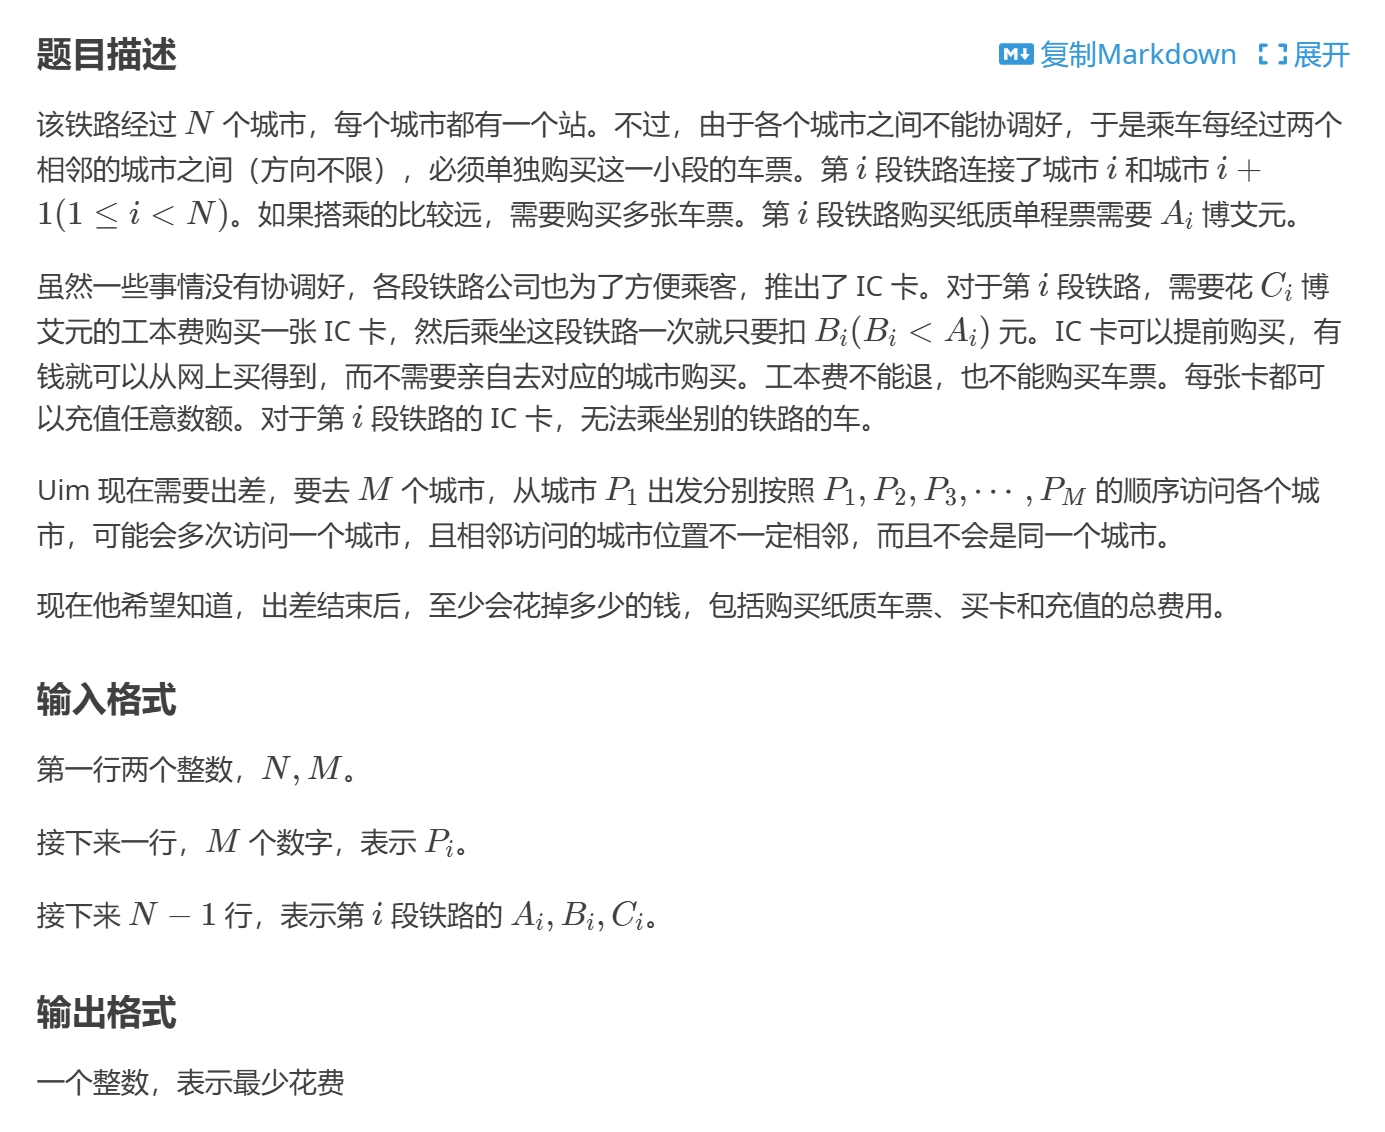 题目描述
复制Markdown 展开
该铁路经过 N 个城市，每个城市都有一个站。不过，由于各个城市之间不能协调好，于是乘车每经过两个
相邻的城市之间（方向不限），必须单独购买这一小段的车票。第 i 段铁路连接了城市 i 和城市 i +
1(1 ≤ i < N)。如果搭乘的比较远，需要购买多张车票。第 i 段铁路购买纸质单程票需要 A_i 博艾元。
虽然一些事情没有协调好，各段铁路公司也为了方便乘客，推出了 IC 卡。对于第 i 段铁路，需要花 C_i 博
艾元的工本费购买一张 IC 卡，然后乘坐这段铁路一次就只要扣 B_i(B_i < A_i) 元。IC 卡可以提前购买，有
钱就可以从网上买得到，而不需要亲自去对应的城市购买。工本费不能退，也不能购买车票。每张卡都可
以充值任意数额。对于第 i 段铁路的 IC 卡，无法乘坐别的铁路的车。
Uim 现在需要出差，要去 M 个城市，从城市 P_1 出发分别按照 P_1, P_2, P_3, ⋯ , P_M 的顺序访问各个城
市，可能会多次访问一个城市，且相邻访问的城市位置不一定相邻，而且不会是同一个城市。
现在他希望知道，出差结束后，至少会花掉多少的钱，包括购买纸质车票、买卡和充值的总费用。
输入格式
第一行两个整数，N, M。
接下来一行，M 个数字，表示 P_i。
接下来 N − 1 行，表示第 i 段铁路的 A_i, B_i, C_i。
输出格式
一个整数，表示最少花费